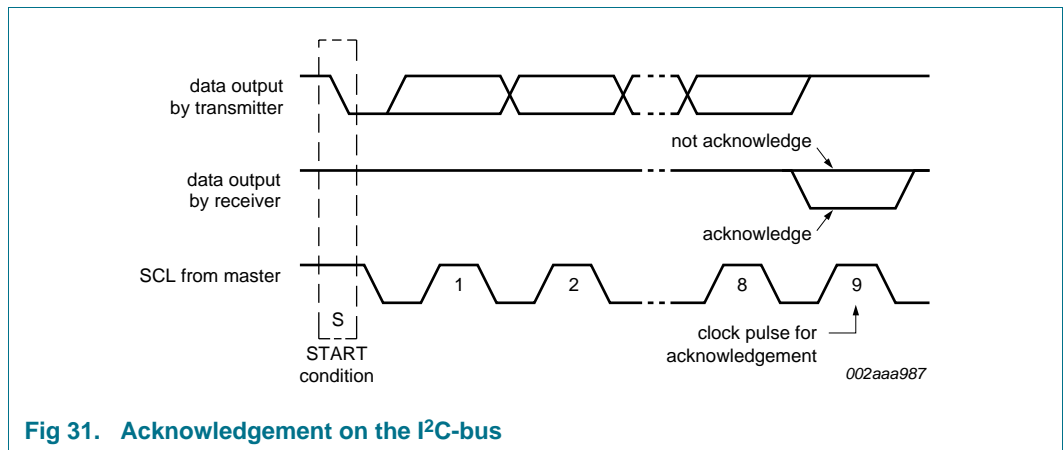 data output
by transmitter
not acknowledge
data output
by receiver
acknowledge
SCL from master
1
2
8
9
S
START
condition
clock pulse for
acknowledgement
002aaa987
Fig 31. Acknowledgement on the I²C-bus